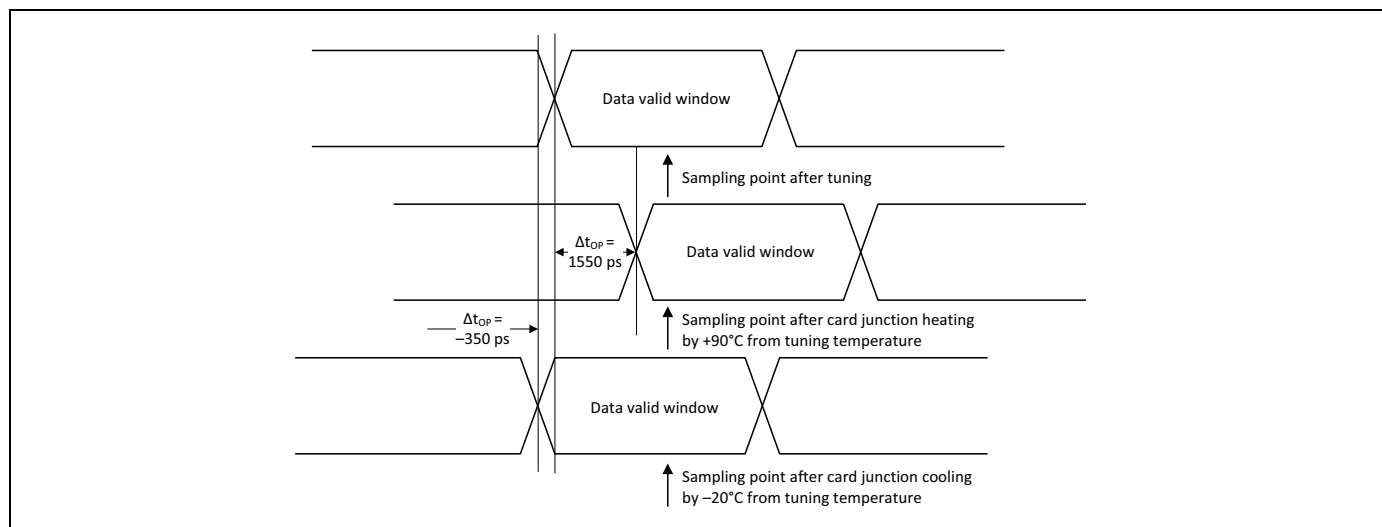 Data valid window
Sampling point after tuning
ΔtOP =
1550 ps
Data valid window
ΔtOP =
–350 ps
Sampling point after card junction heating
by +90°C from tuning temperature
Data valid window
Sampling point after card junction cooling
by –20°C from tuning temperature